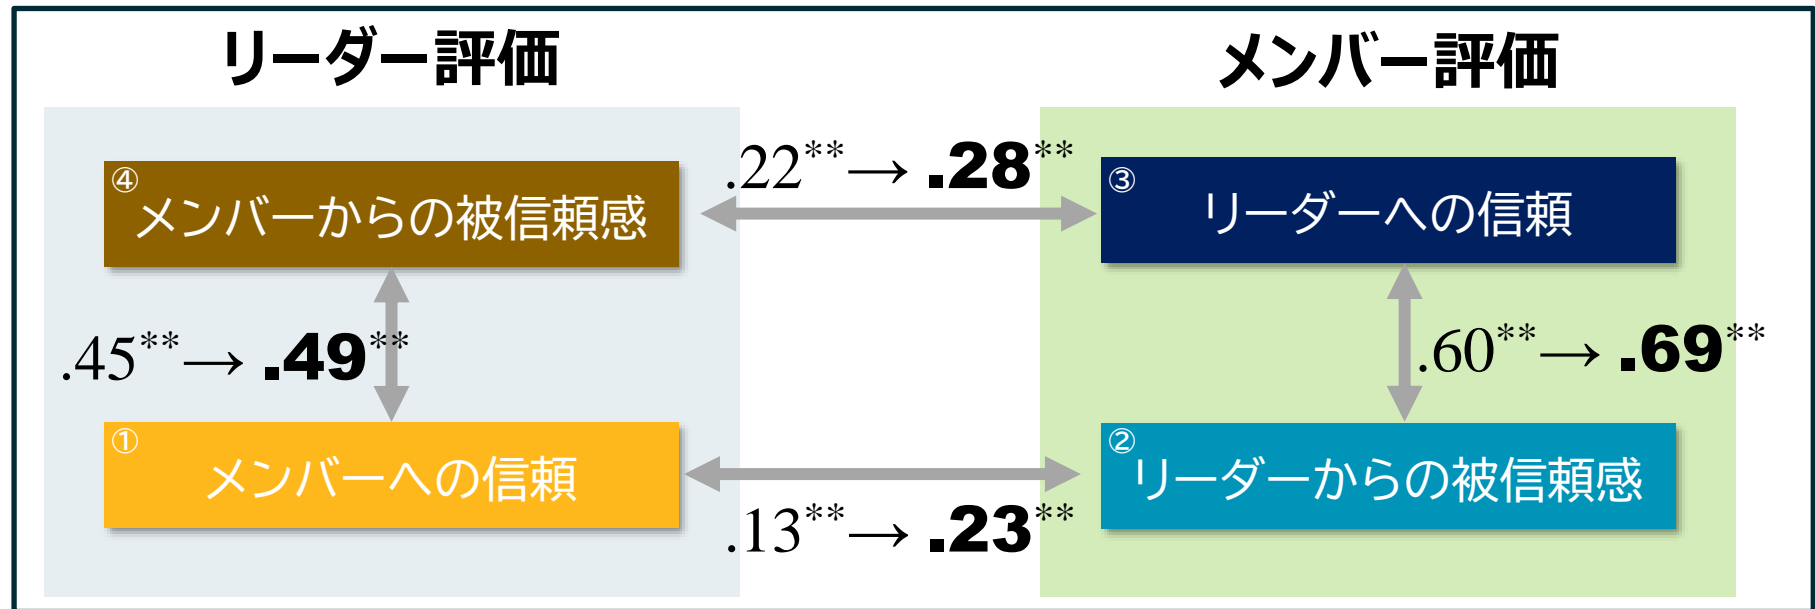 リーダー評価
メンバー評価
④
メンバーからの被信頼感
.22**→ .28**
③
リーダーへの信頼
.45**→ .49**
.60**→ .69**
①
メンバーへの信頼
.13**→ .23**
②
リーダーからの被信頼感